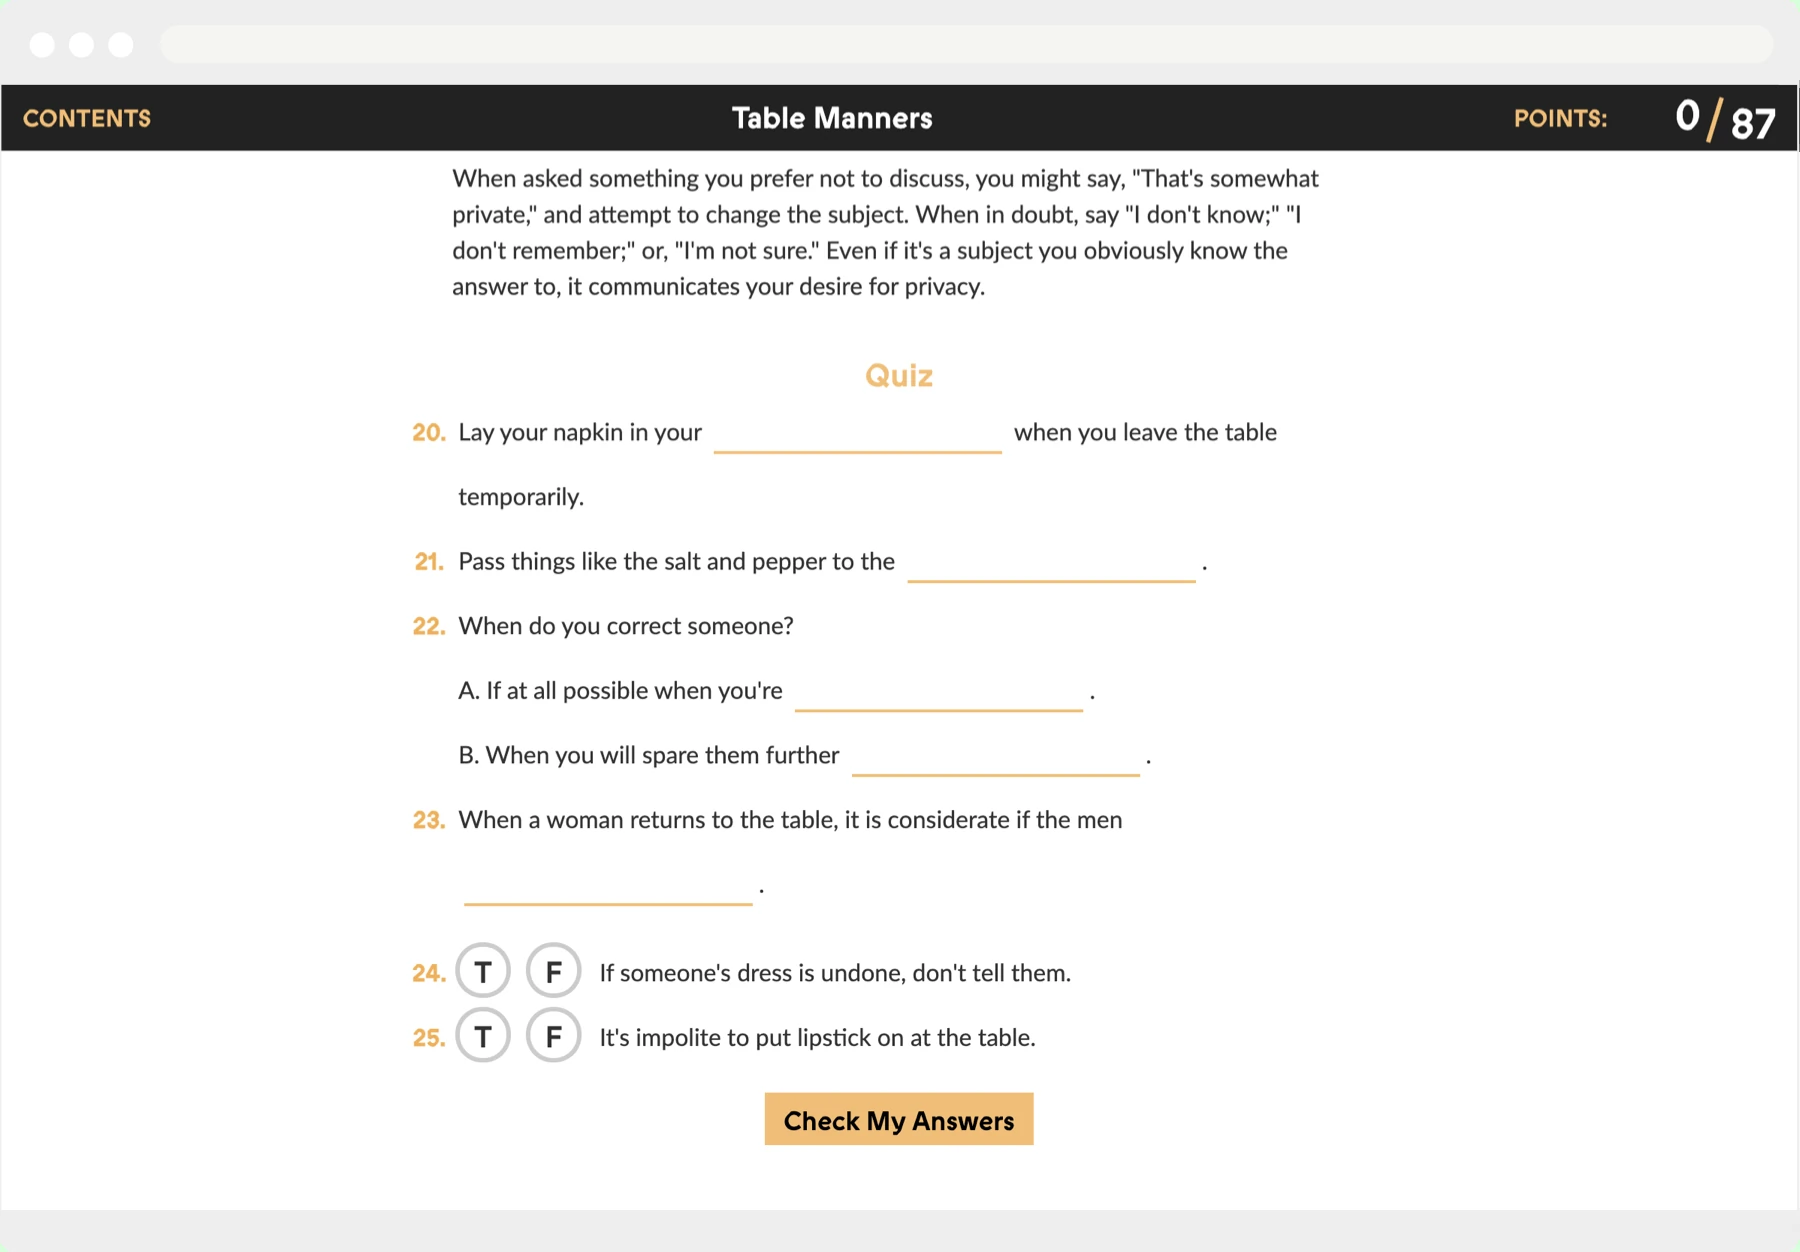 CONTENTS
Table Manners
POINTS: 0/87
When asked something you prefer not to discuss, you might say, "That's somewhat
private," and attempt to change the subject. When in doubt, say "I don't know;" "I
don't remember;" or, "I'm not sure." Even if it's a subject you obviously know the
answer to, it communicates your desire for privacy.
Quiz
20. Lay your napkin in your when you leave the table
temporarily.
21. Pass things like the salt and pepper to the .
22. When do you correct someone?
A. If at all possible when you're .
B. When you will spare them further .
23. When a woman returns to the table, it is considerate if the men
.
24. T F If someone's dress is undone, don't tell them.
25. T F It's impolite to put lipstick on at the table.
Check My Answers